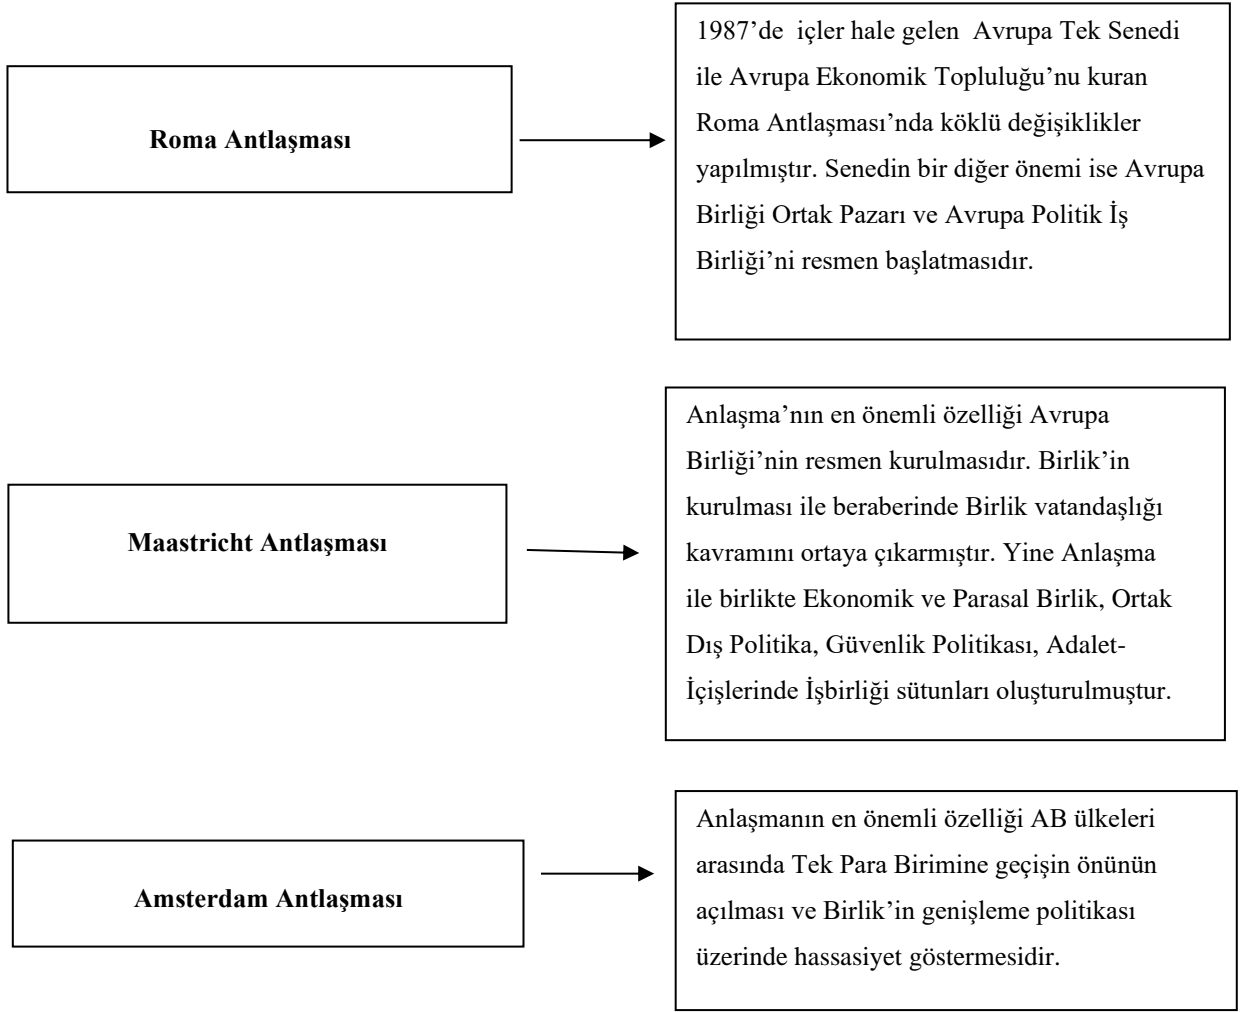 Roma Antlaşması
1987’de içler hale gelen Avrupa Tek Senedi
ile Avrupa Ekonomik Topluluğu’nu kuran
Roma Antlaşması’nda köklü değişiklikler
yapılmıştır. Senedin bir diğer önemi ise Avrupa
Birliği Ortak Pazarı ve Avrupa Politik İş
Birliği’ni resmen başlatmasıdır.
Maastricht Antlaşması
Anlaşma’nın en önemli özelliği Avrupa
Birliği’nin resmen kurulmasıdır. Birlik’in
kurulması ile beraberinde Birlik vatandaşlığı
kavramını ortaya çıkarmıştır. Yine Anlaşma
ile birlikte Ekonomik ve Parasal Birlik, Ortak
Dış Politika, Güvenlik Politikası, Adalet-
İçişlerinde İşbirliği sütunları oluşturulmuştur.
Amsterdam Antlaşması
Anlaşmanın en önemli özelliği AB ülkeleri
arasında Tek Para Birimine geçişin önünün
açılması ve Birlik’in genişleme politikası
üzerinde hassasiyet göstermesidir.